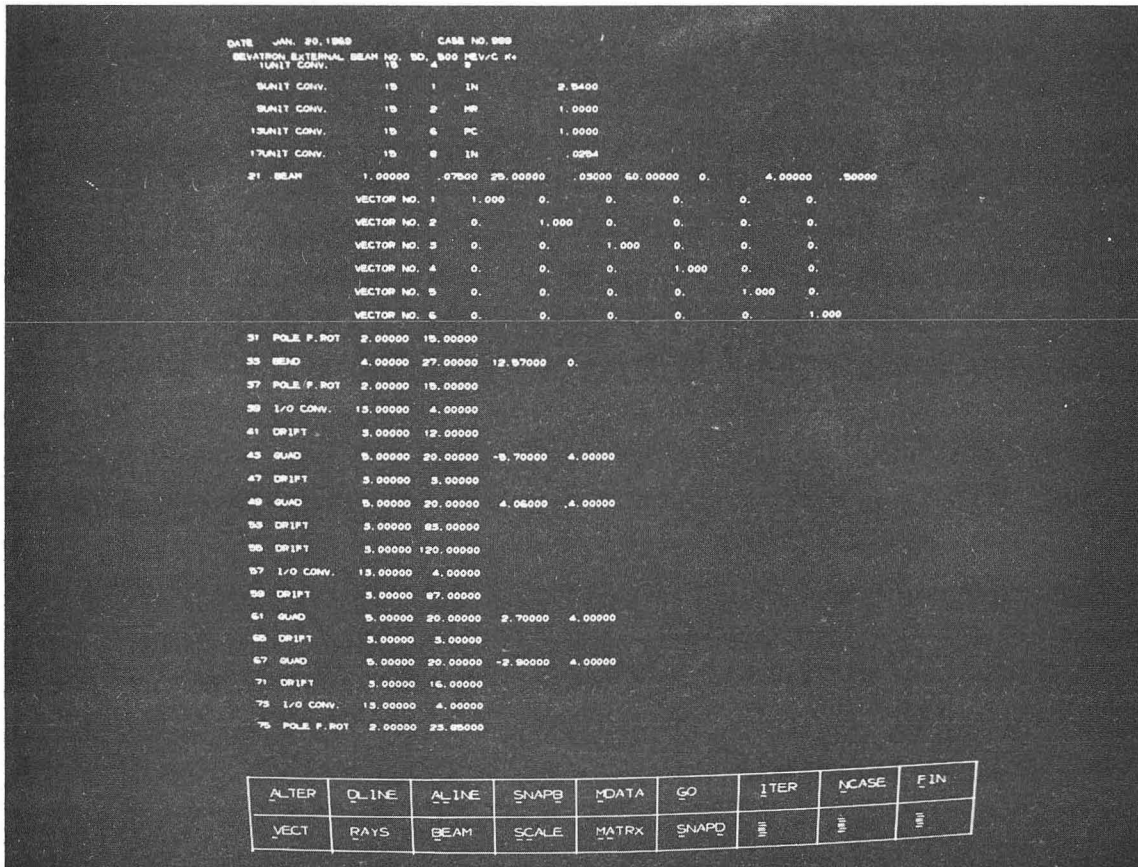 DATE JAN. 20,1969 CASE NO.999
BEVATRON EXTERNAL BEAM NO. 5D, 500 MEV/C K+
1UNIT CONV. 15 4
5UNIT CONV. 15 1 IN 2.5400
9UNIT CONV. 15 2 MR 1.0000
13UNIT CONV. 15 6 PC 1.0000
17UNIT CONV. 15 8 IN .0254
21 BEAM 1.00000 .07500 25.00000 .05000 60.00000 0. 4.00000 .50000
VECTOR NO. 1 1.000 0. 0. 0. 0. 0.
VECTOR NO. 2 0. 1.000 0. 0. 0. 0.
VECTOR NO. 3 0. 0. 1.000 0. 0. 0.
VECTOR NO. 4 0. 0. 0. 1.000 0. 0.
VECTOR NO. 5 0. 0. 0. 0. 1.000 0.
VECTOR NO. 6 0. 0. 0. 0. 0. 1.000
31 POLE F.ROT 2.00000 15.00000
33 BEND 4.00000 27.00000 12.57000 0.
37 POLE F.ROT 2.00000 15.00000
39 I/O CONV. 13.00000 4.00000
41 DRIFT 3.00000 12.00000
43 QUAD 5.00000 20.00000 -5.70000 4.00000
47 DRIFT 3.00000 3.00000
49 QUAD 5.00000 20.00000 4.06000 4.00000
53 DRIFT 3.00000 83.00000
55 DRIFT 3.00000 120.00000
57 I/O CONV. 13.00000 4.00000
59 DRIFT 3.00000 87.00000
61 QUAD 5.00000 20.00000 2.70000 4.00000
65 DRIFT 3.00000 3.00000
67 QUAD 5.00000 20.00000 -2.90000 4.00000
71 DRIFT 3.00000 16.00000
73 I/O CONV. 13.00000 4.00000
75 POLE F.ROT 2.00000 23.85000
ALTER DLINE ALINE SNAPB MDATA GO ITER NCASE FIN
VECT RAYS BEAM SCALE MATRX SNAPD